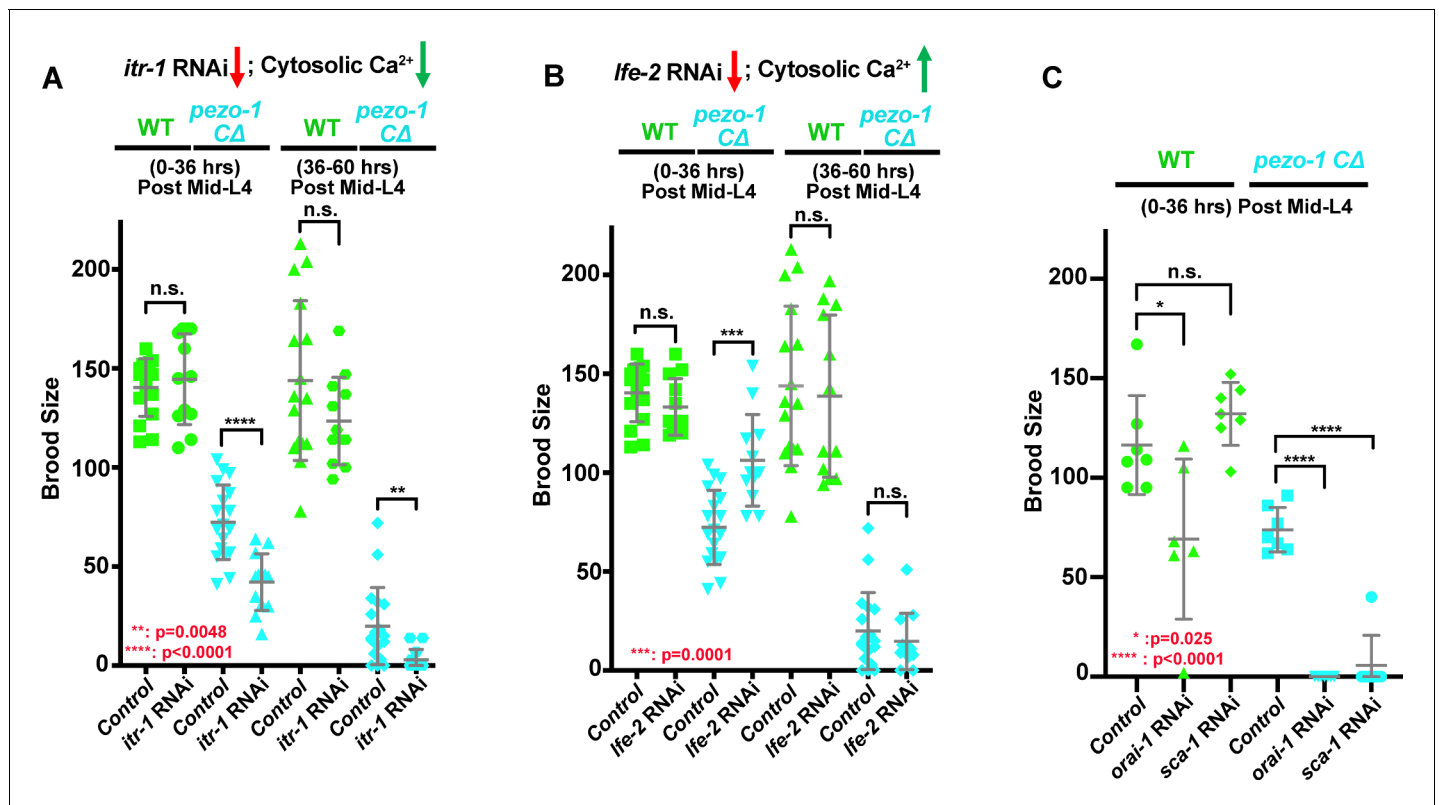 A
itr-1 RNAi ; Cytosolic Ca2+
WT
pezo-1
CΔ
WT
pezo-1
CΔ
(0-36 hrs)
Post Mid-L4
(36-60 hrs)
Post Mid-L4
Brood Size
200
150
100
50
0
n.s.
****
n.s.
**
**: p=0.0048
****: p<0.0001
Control
itr-1 RNAi
Control
itr-1 RNAi
Control
itr-1 RNAi
Control
itr-1 RNAi
B
lfe-2 RNAi ; Cytosolic Ca2+
WT
pezo-1
CΔ
WT
pezo-1
CΔ
(0-36 hrs)
Post Mid-L4
(36-60 hrs)
Post Mid-L4
Brood Size
200
150
100
50
0
n.s.
***
n.s.
n.s.
***: p=0.0001
Control
lfe-2 RNAi
Control
lfe-2 RNAi
Control
lfe-2 RNAi
Control
lfe-2 RNAi
C
WT
pezo-1 CΔ
(0-36 hrs) Post Mid-L4
Brood Size
200
150
100
50
0
n.s.
*
****
****
* :p=0.025
**** : p<0.0001
Control
orai-1 RNAi
sca-1 RNAi
Control
orai-1 RNAi
sca-1 RNAi